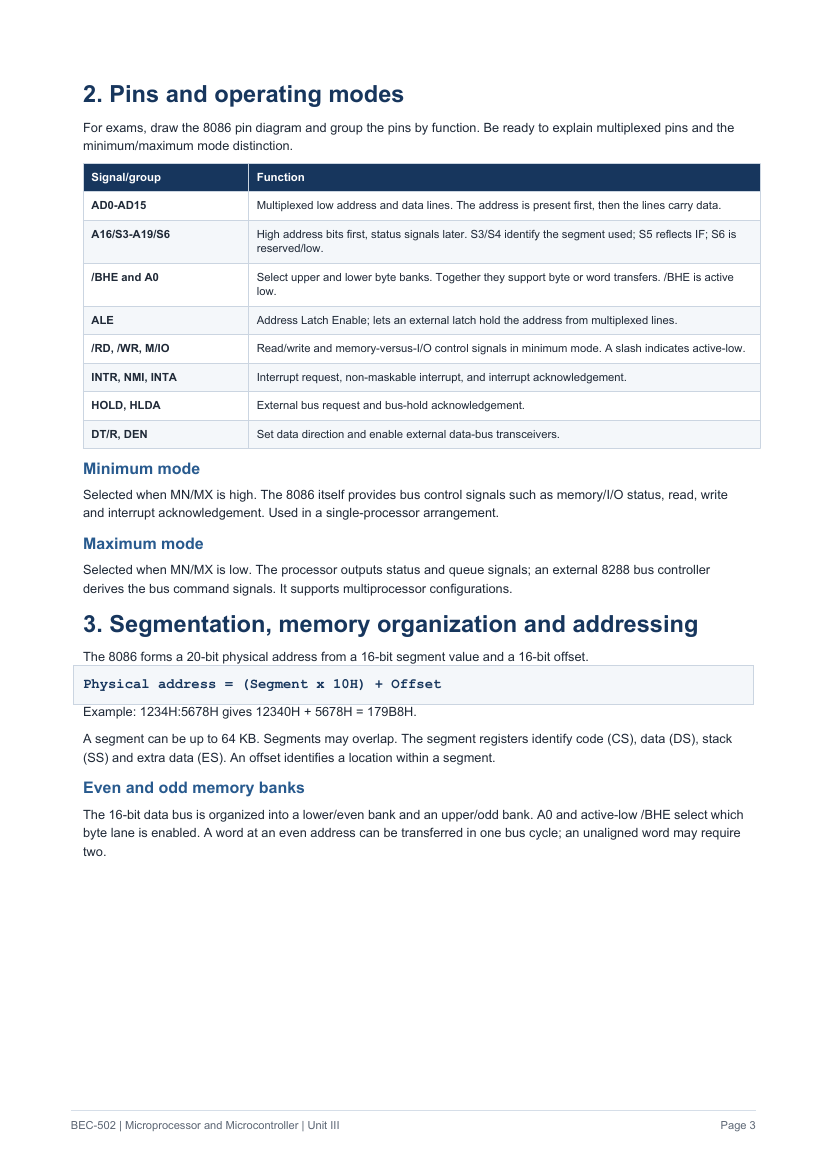 2. Pins and operating modes
For exams, draw the 8086 pin diagram and group the pins by function. Be ready to explain multiplexed pins and the
minimum/maximum mode distinction.
Signal/group Function
AD0-AD15 Multiplexed low address and data lines. The address is present first, then the lines carry data.
A16/S3-A19/S6 High address bits first, status signals later. S3/S4 identify the segment used; S5 reflects IF; S6 is
reserved/low.
/BHE and A0 Select upper and lower byte banks. Together they support byte or word transfers. /BHE is active
low.
ALE Address Latch Enable; lets an external latch hold the address from multiplexed lines.
/RD, /WR, M/IO Read/write and memory-versus-I/O control signals in minimum mode. A slash indicates active-low.
INTR, NMI, INTA Interrupt request, non-maskable interrupt, and interrupt acknowledgement.
HOLD, HLDA External bus request and bus-hold acknowledgement.
DT/R, DEN Set data direction and enable external data-bus transceivers.
Minimum mode
Selected when MN/MX is high. The 8086 itself provides bus control signals such as memory/I/O status, read, write
and interrupt acknowledgement. Used in a single-processor arrangement.
Maximum mode
Selected when MN/MX is low. The processor outputs status and queue signals; an external 8288 bus controller
derives the bus command signals. It supports multiprocessor configurations.
3. Segmentation, memory organization and addressing
The 8086 forms a 20-bit physical address from a 16-bit segment value and a 16-bit offset.
Physical address = (Segment x 10H) + Offset
Example: 1234H:5678H gives 12340H + 5678H = 179B8H.
A segment can be up to 64 KB. Segments may overlap. The segment registers identify code (CS), data (DS), stack
(SS) and extra data (ES). An offset identifies a location within a segment.
Even and odd memory banks
The 16-bit data bus is organized into a lower/even bank and an upper/odd bank. A0 and active-low /BHE select which
byte lane is enabled. A word at an even address can be transferred in one bus cycle; an unaligned word may require
two.
BEC-502 | Microprocessor and Microcontroller | Unit III Page 3